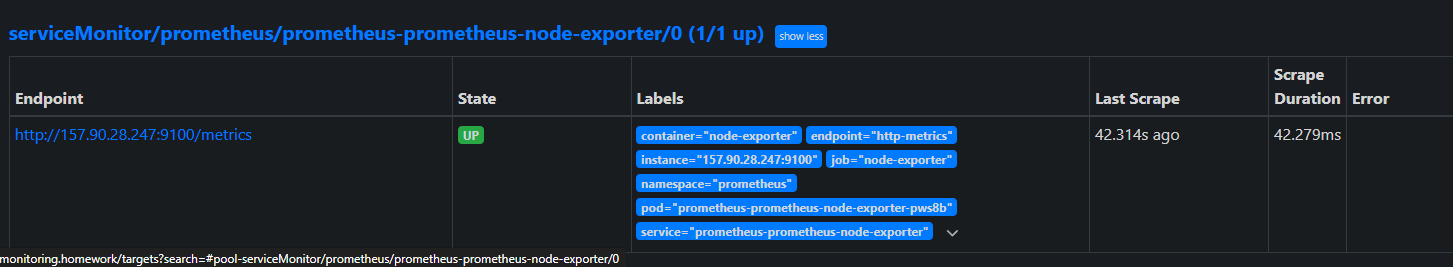 serviceMonitor/prometheus/prometheus-prometheus-node-exporter/0 (1/1 up) show less
Endpoint State Labels Last Scrape Scrape Duration Error
http://157.90.28.247:9100/metrics UP container="node-exporter" endpoint="http-metrics" 42.314s ago 42.279ms
instance="157.90.28.247:9100" job="node-exporter"
namespace="prometheus"
pod="prometheus-prometheus-node-exporter-pws8b"
service="prometheus-prometheus-node-exporter"
monitoring.homework/targets?search=#pool-serviceMonitor/prometheus/prometheus-prometheus-node-exporter/0